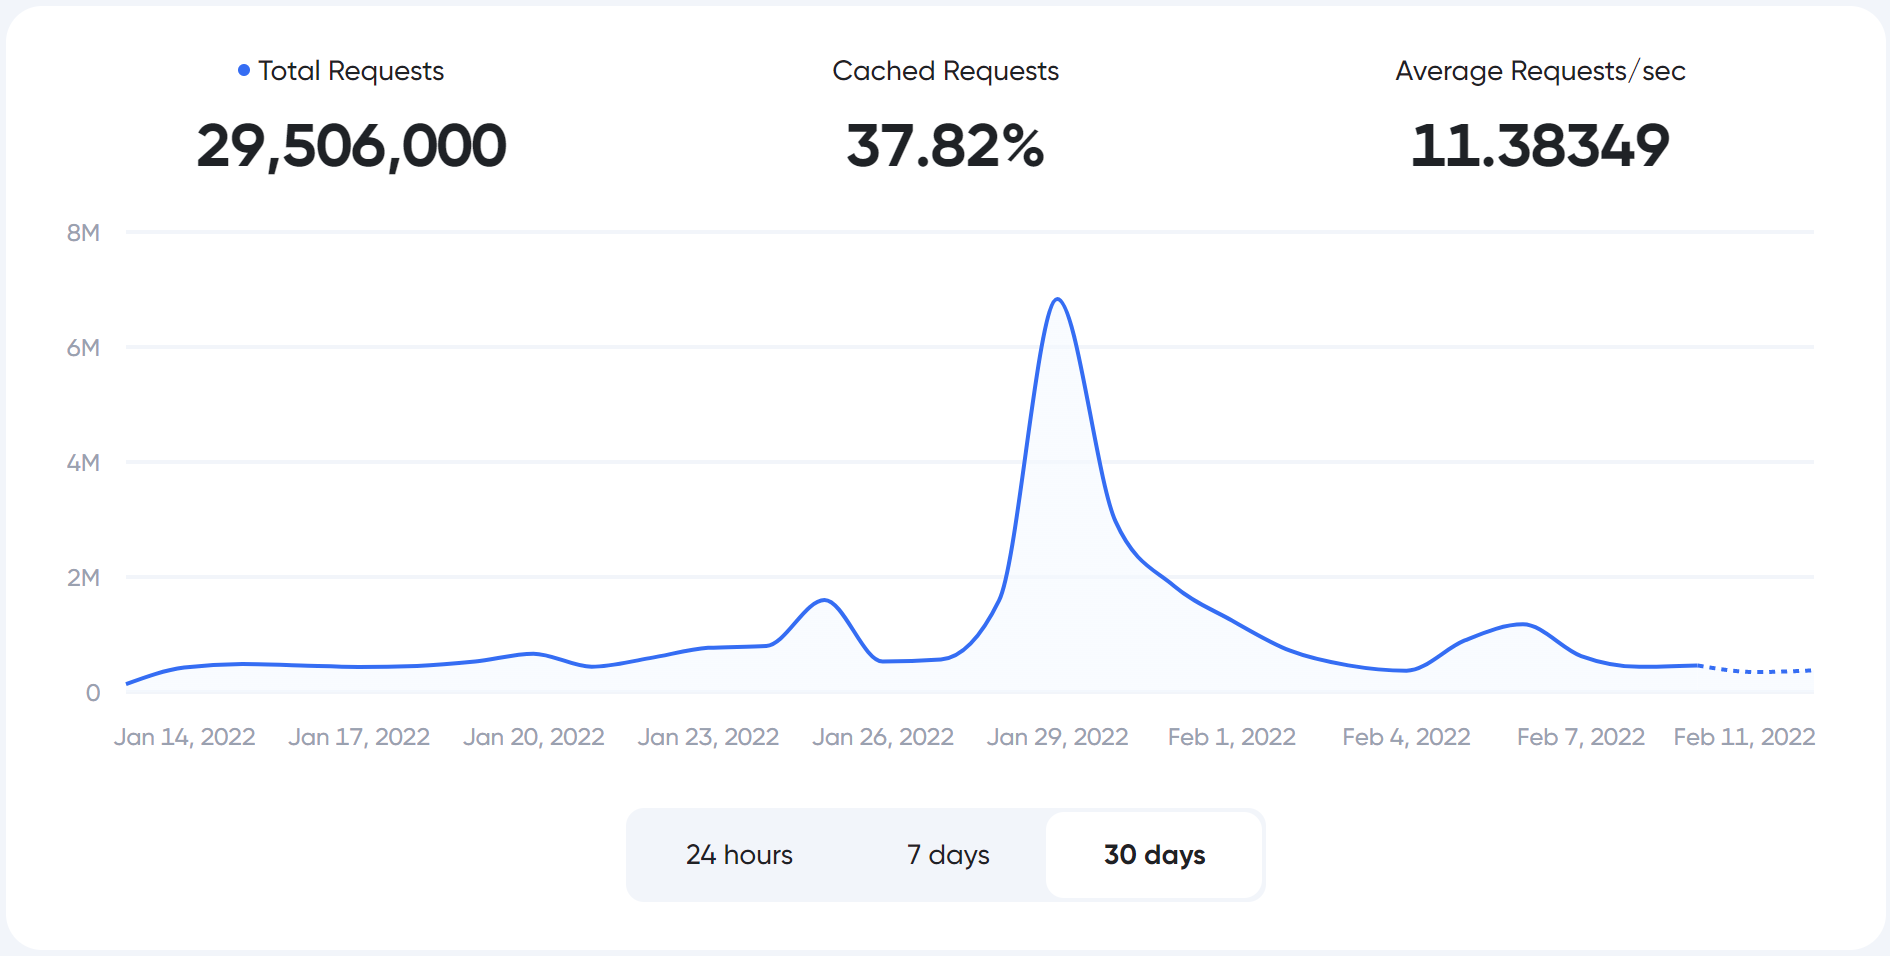 Total Requests
29,506,000
Cached Requests
37.82%
Average Requests/sec
11.38349
8M
6M
4M
2M
0
Jan 14, 2022 Jan 17, 2022 Jan 20, 2022 Jan 23, 2022 Jan 26, 2022 Jan 29, 2022 Feb 1, 2022 Feb 4, 2022 Feb 7, 2022 Feb 11, 2022
24 hours 7 days 30 days